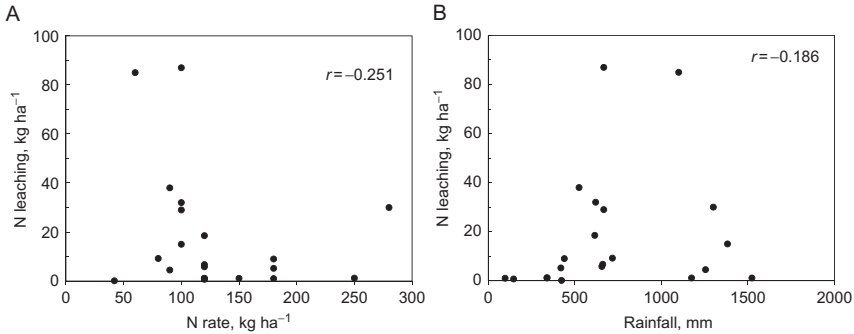 A
100
80
60
40
20
0
N leaching, kg ha⁻¹
r=−0.251
0 50 100 150 200 250 300
N rate, kg ha⁻¹
B
100
80
60
40
20
0
N leaching, kg ha⁻¹
r=−0.186
0 500 1000 1500 2000
Rainfall, mm